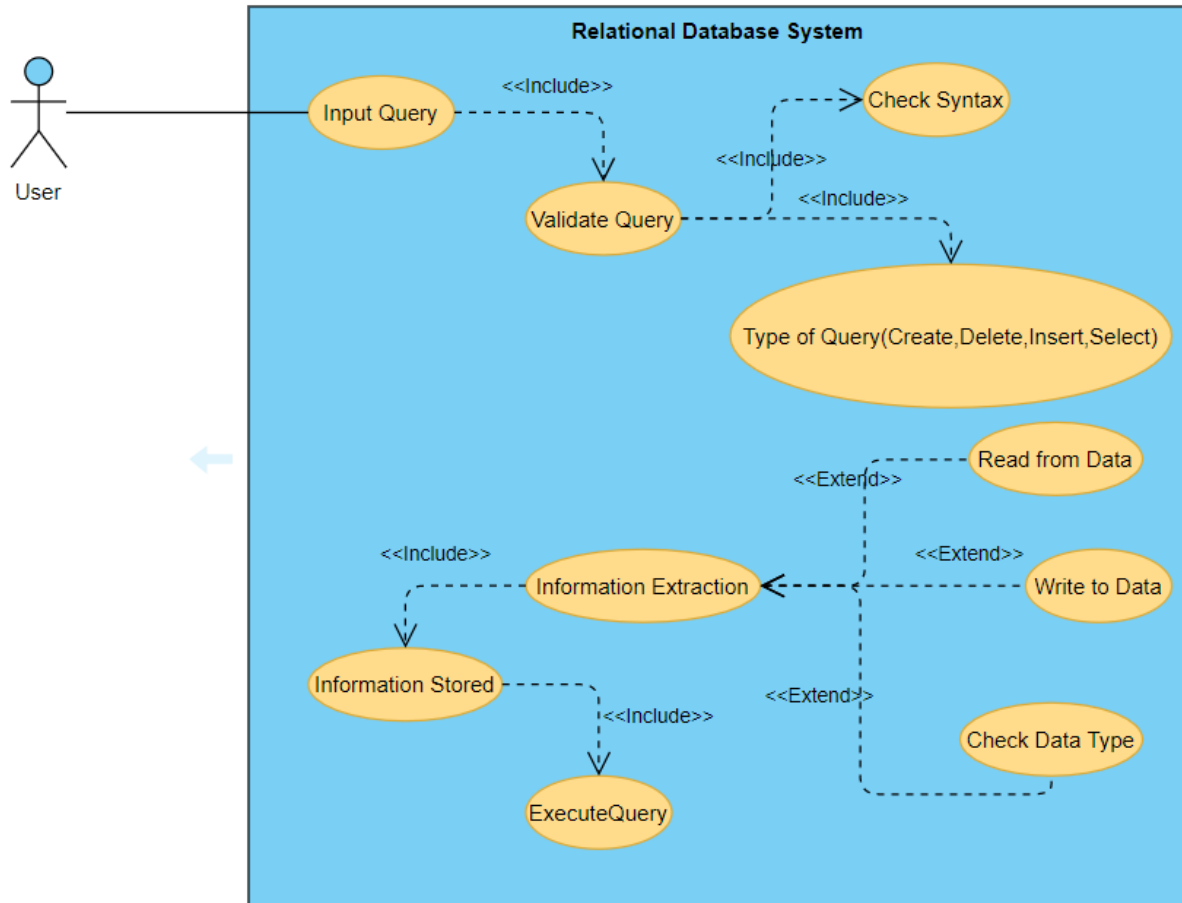 Relational Database System
<<Include>>
Check Syntax
Input Query
<<Include>>
User
<<Include>>
Validate Query
Type of Query(Create,Delete,Insert,Select)
Read from Data
<<Extend>>
<<Include>>
<<Extend>>
Information Extraction
Write to Data
Information Stored
<<Extend>>
<<Include>>
Check Data Type
ExecuteQuery